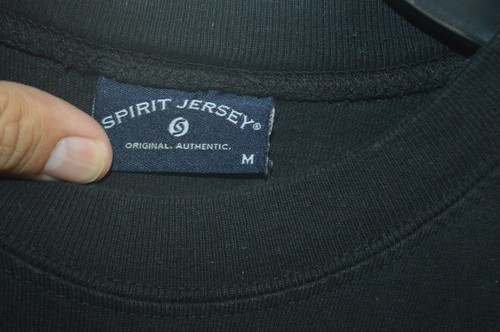 SPIRIT JERSEY®
ORIGINAL. AUTHENTIC.
M